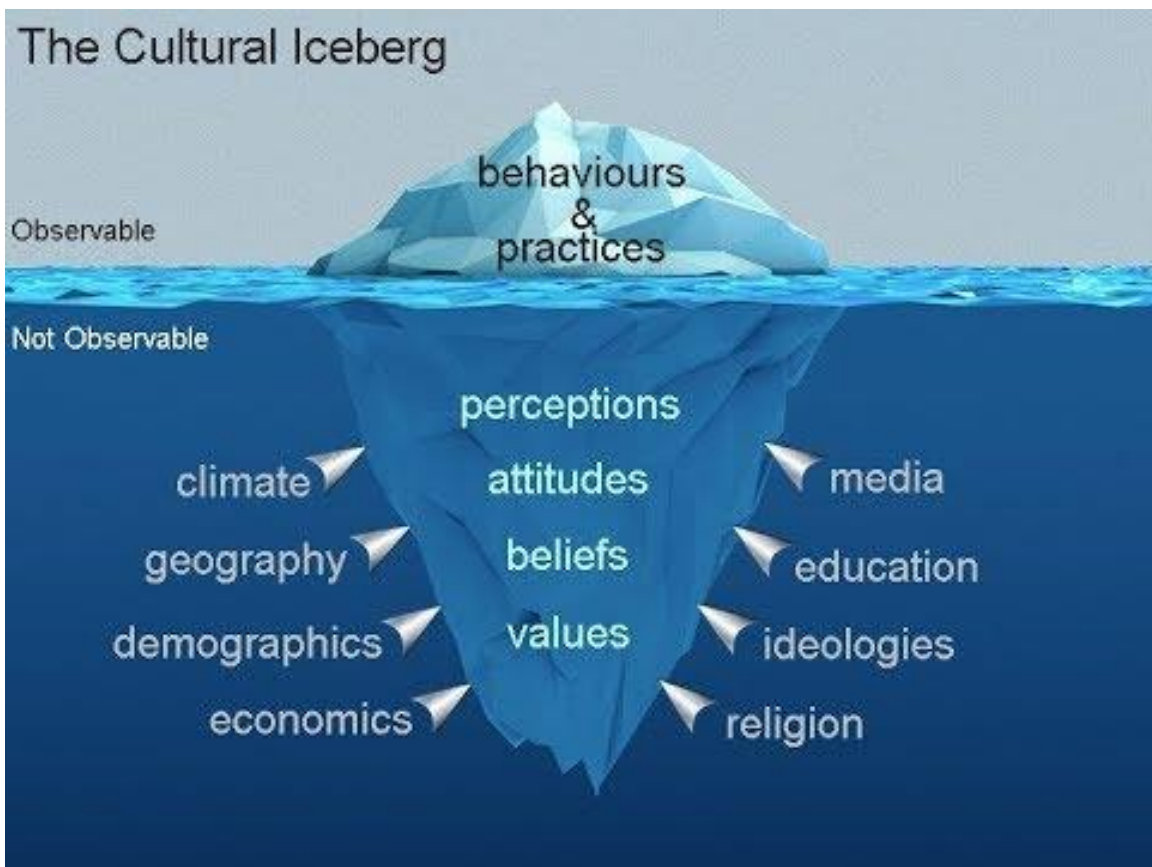 The Cultural Iceberg
behaviours
&
practices
Observable
Not Observable
perceptions
attitudes
beliefs
values
climate
geography
demographics
economics
media
education
ideologies
religion